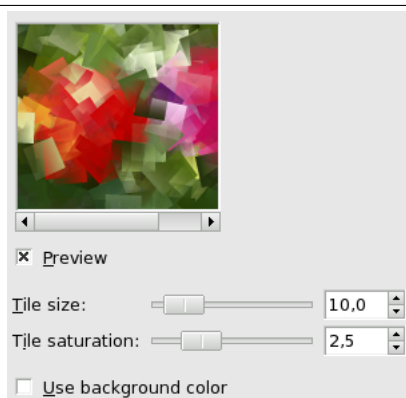 Preview
Tile size: 10,0
Tile saturation: 2,5
Use background color